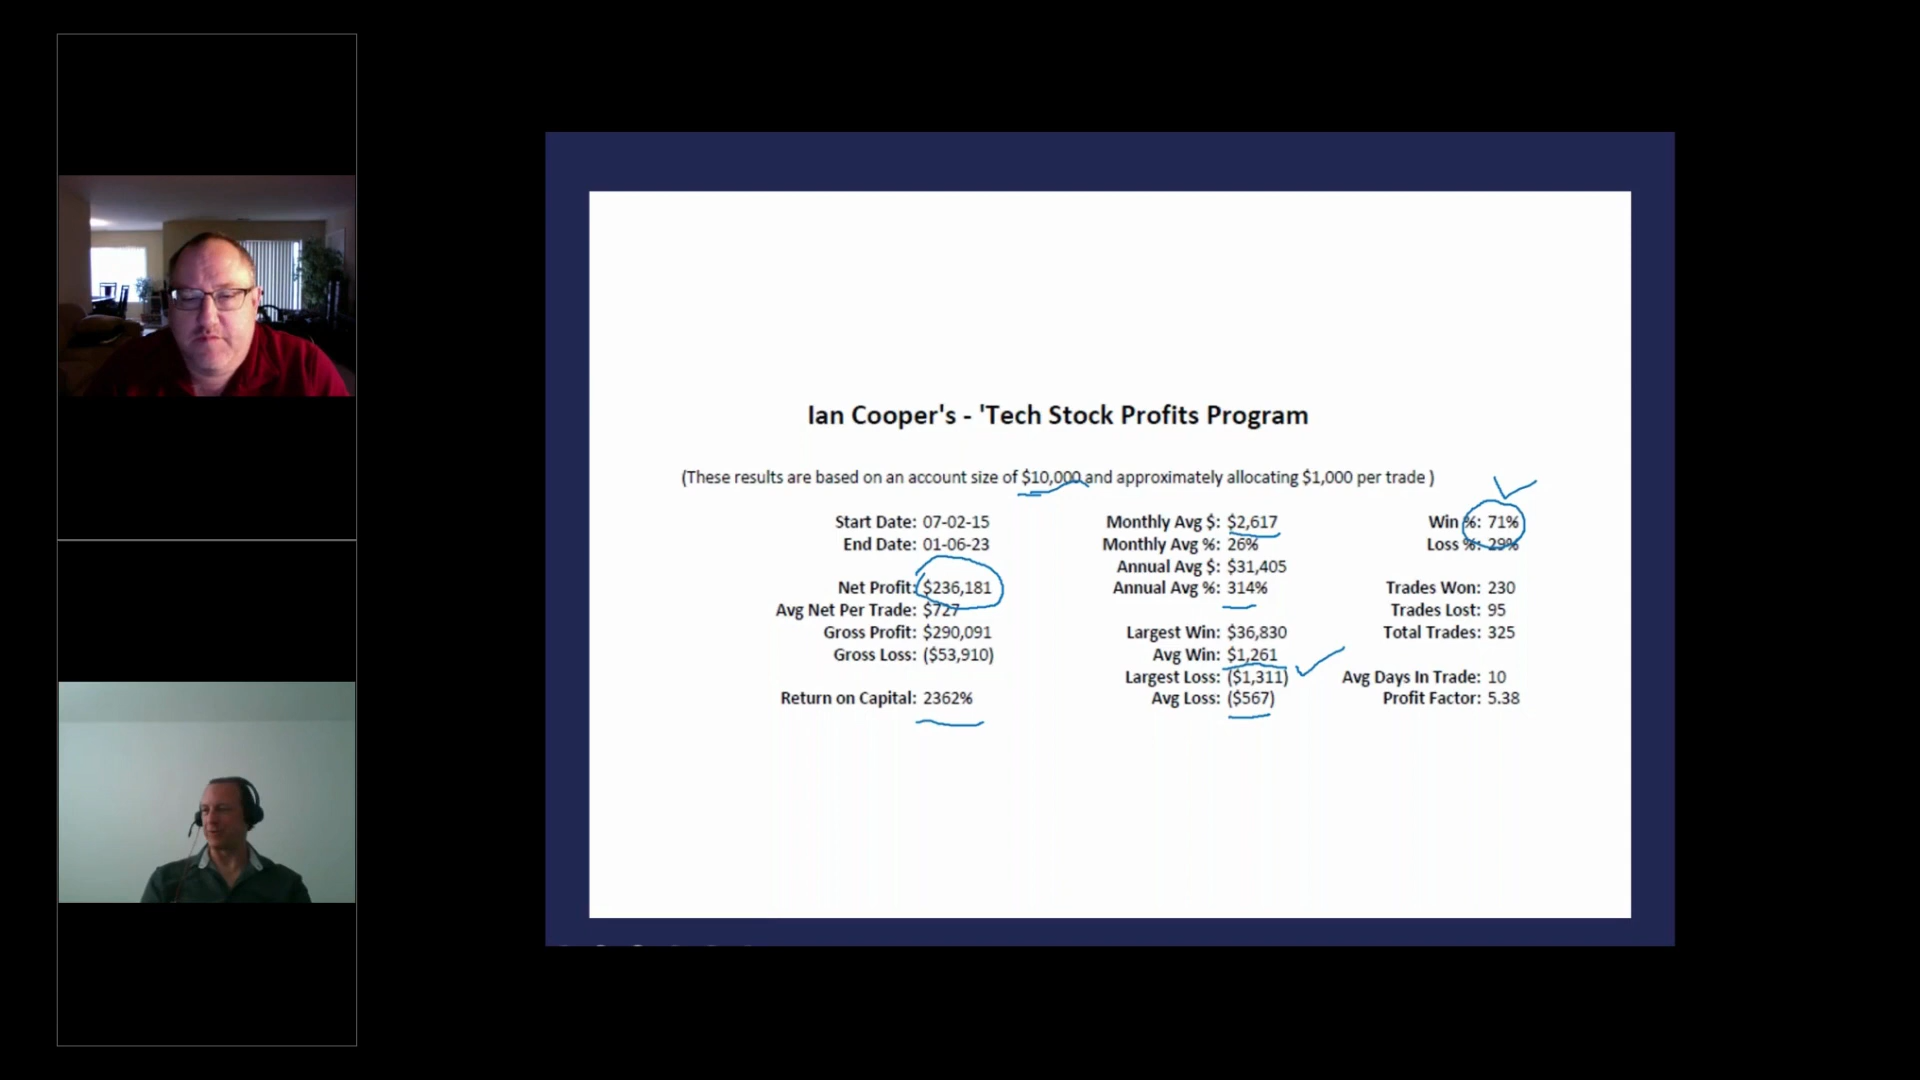 Ian Cooper's - 'Tech Stock Profits Program
(These results are based on an account size of $10,000 and approximately allocating $1,000 per trade )
Start Date: 07-02-15
End Date: 01-06-23
Net Profit: $236,181
Avg Net Per Trade: $727
Gross Profit: $290,091
Gross Loss: ($53,910)
Return on Capital: 2362%
Monthly Avg $: $2,617
Monthly Avg %: 26%
Annual Avg $: $31,405
Annual Avg %: 314%
Largest Win: $36,830
Avg Win: $1,261
Largest Loss: ($1,311)
Avg Loss: ($567)
Win %: 71%
Loss %: 29%
Trades Won: 230
Trades Lost: 95
Total Trades: 325
Avg Days In Trade: 10
Profit Factor: 5.38